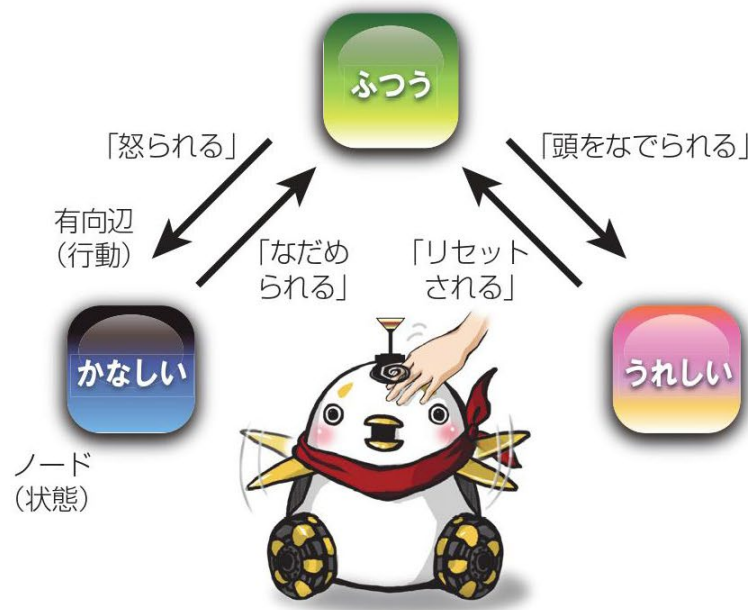 ふつう
「怒られる」
「頭をなでられる」
有向辺
（行動）
「なだめ
られる」
「リセット
される」
かなしい
うれしい
ノード
（状態）